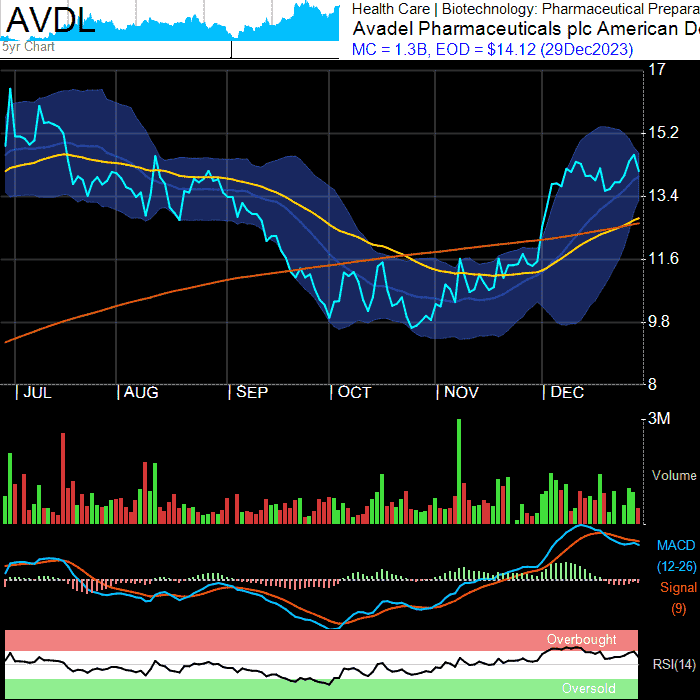 AVDL
5yr Chart
Health Care | Biotechnology: Pharmaceutical Prepara
Avadel Pharmaceuticals plc American De
MC = 1.3B, EOD = $14.12 (29Dec2023)
17
15.2
13.4
11.6
9.8
8
JUL AUG SEP OCT NOV DEC
3M
Volume
MACD
(12-26)
Signal
(9)
Overbought
RSI(14)
Oversold